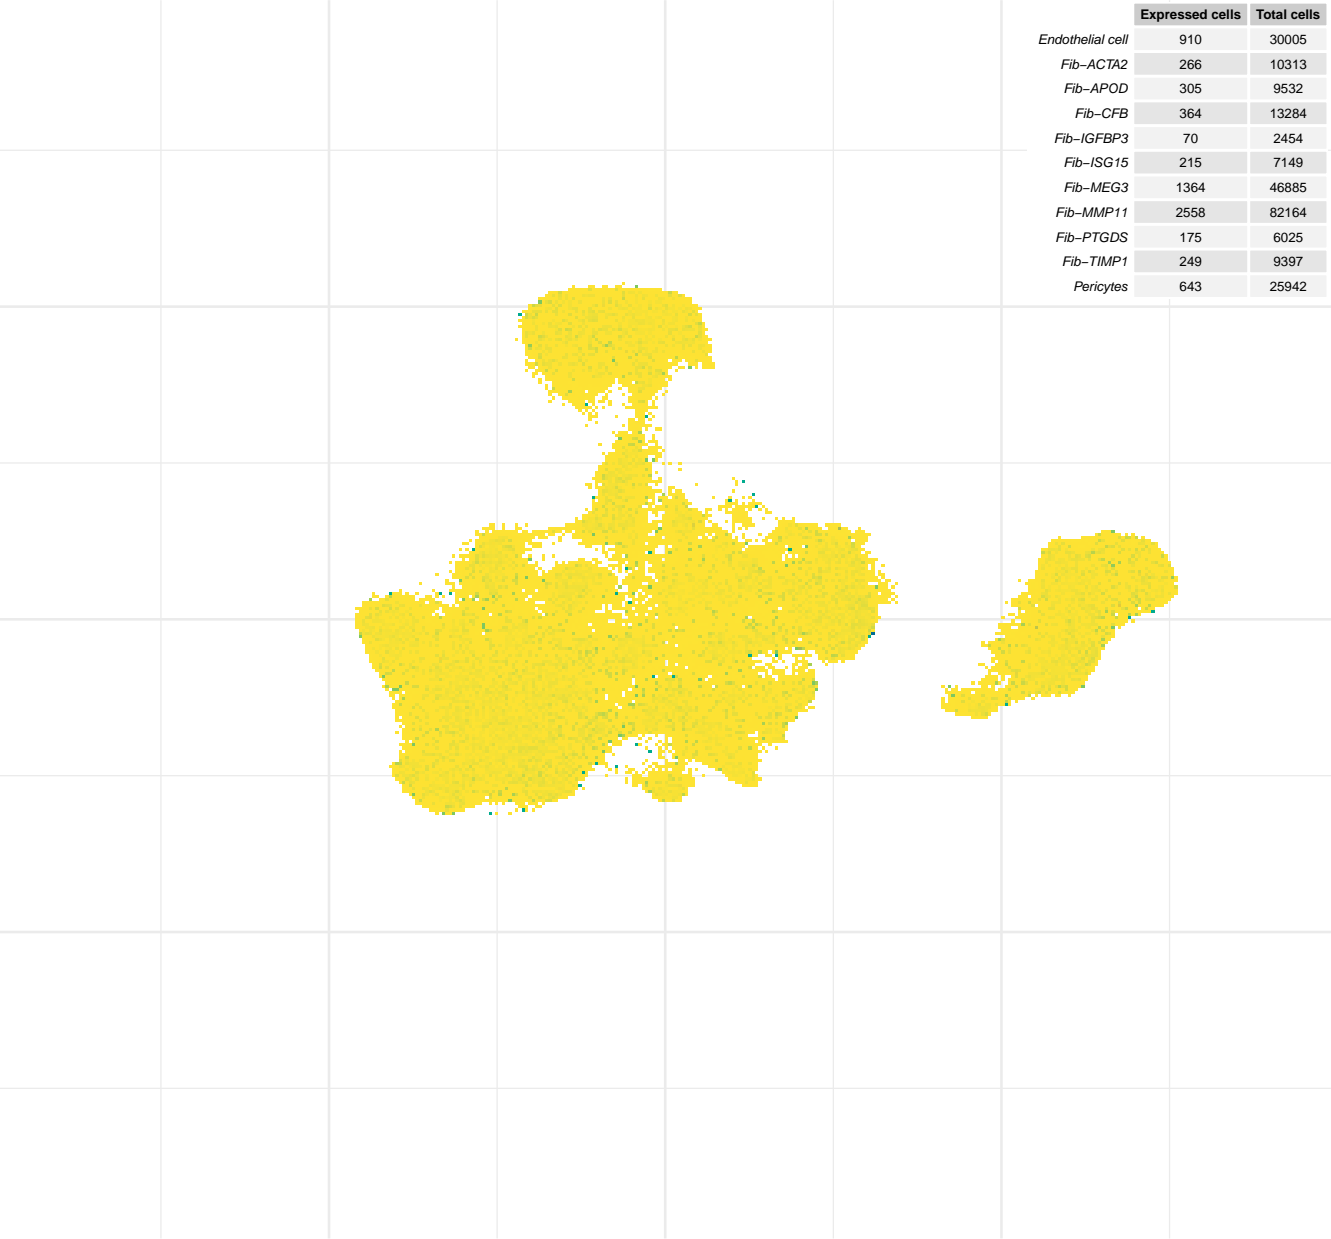 Expressed cells Total cells
Endothelial cell 910 30005
Fib−ACTA2 266 10313
Fib−APOD 305 9532
Fib−CFB 364 13284
Fib−IGFBP3 70 2454
Fib−ISG15 215 7149
Fib−MEG3 1364 46885
Fib−MMP11 2558 82164
Fib−PTGDS 175 6025
Fib−TIMP1 249 9397
Pericytes 643 25942